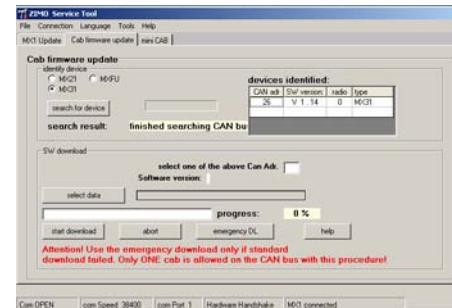 ZIMO Service Tool
File Connection Language Tools Help
MX1 Update Cab firmware update mini CAB
Cab firmware update
identify device
MX21 MXFU
MX31
search for device
search result: finished searching CAN bu
devices identified:
CAN adr SW version: radio type
26 V 1 . 14 0 MX31
SW download
select one of the above Can Adr.
Software version:
select data
progress: 0 %
start download abort emergency DL help
Attention! Use the emergency download only if standard
download failed. Only ONE cab is allowed on the CAN bus with this procedure!
Com OPEN com Speed 38400 com Port 1 Hardware Handshake MX1 connected